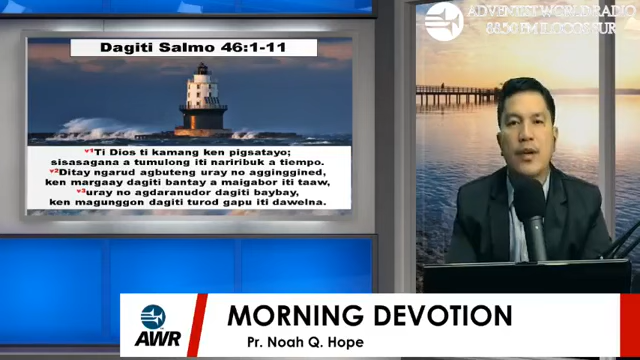 ADVENTIST WORLD RADIO
88.50 FM ILOCOS SUR
Dagiti Salmo 46:1-11
v1Ti Dios ti kamang ken pigsatayo;
sisasagana a tumulong iti nariribuk a tiempo.
v2Ditay ngarud agbuteng uray no agginggined,
ken margaay dagiti bantay a maigabor iti taaw,
v3uray no agdaranudor dagiti baybay,
ken magunggon dagiti turod gapu iti dawelna.
AWR
MORNING DEVOTION
Pr. Noah Q. Hope